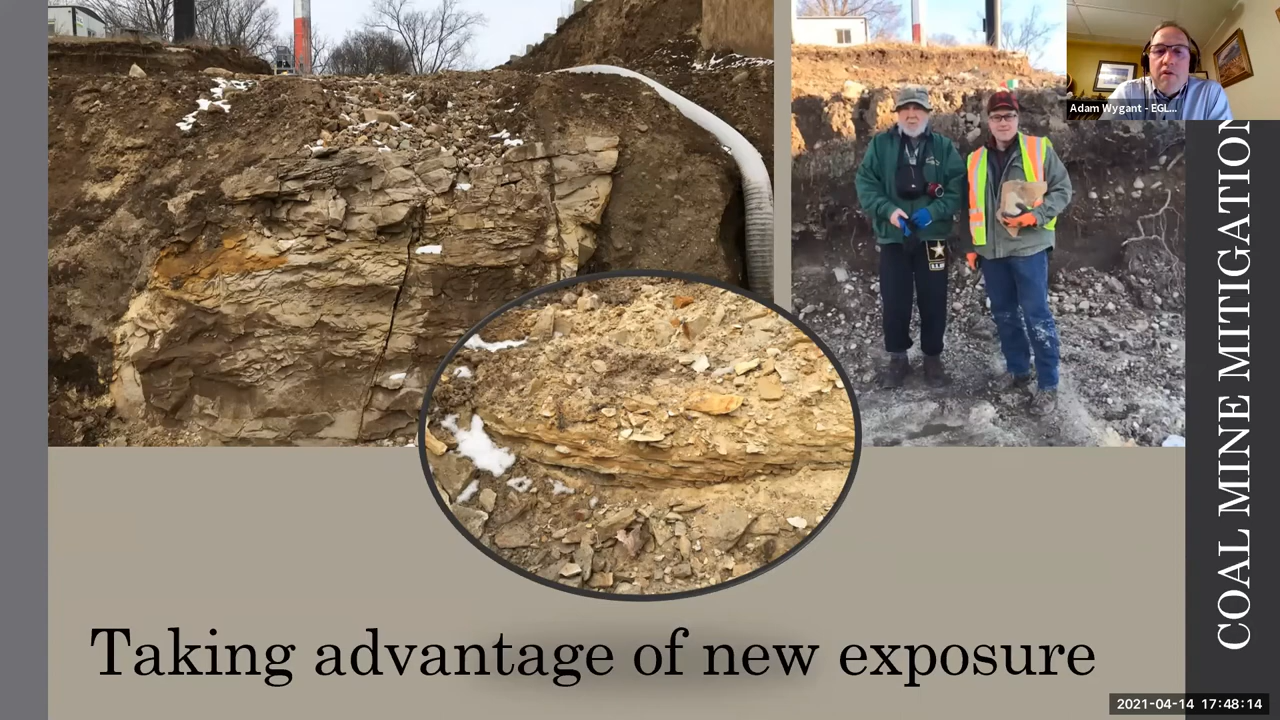 Adam Wygant - EGL...
COAL MINE MITIGATION
Taking advantage of new exposure
2021-04-14 17:48:14